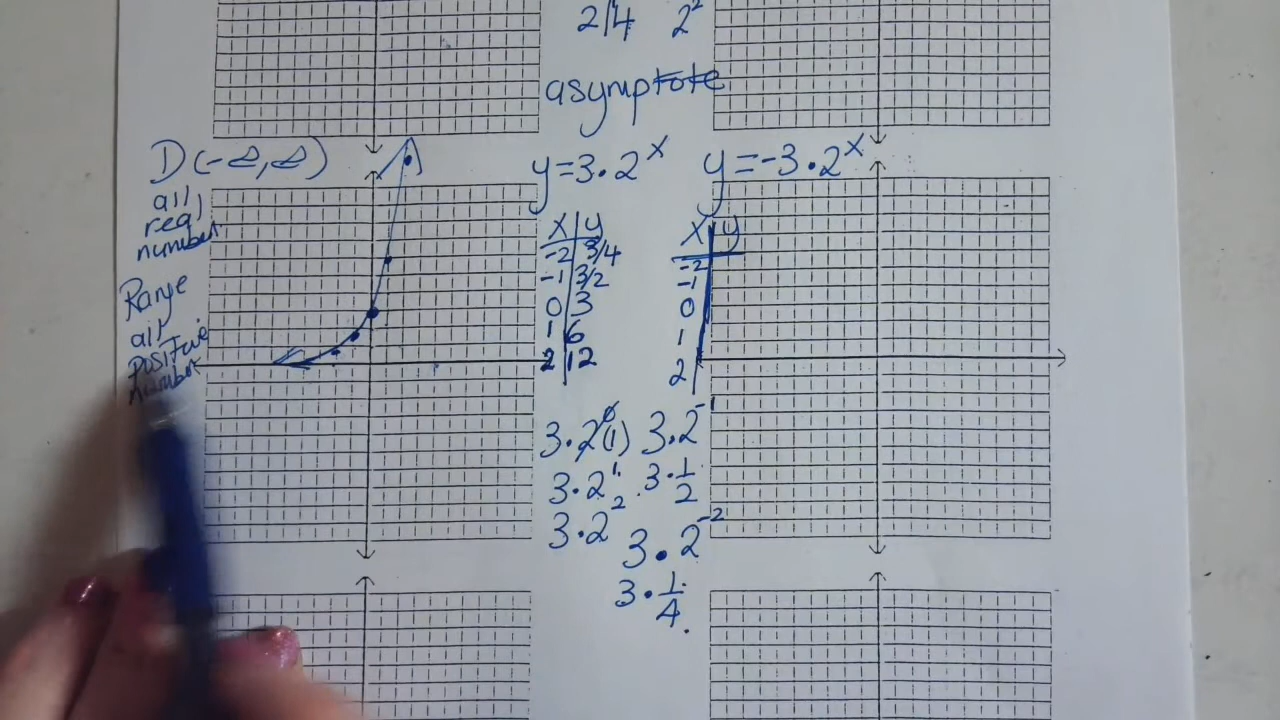 2|4 2²
asymptote
D(-∞,∞)
all
real
number
Range
all
positive
number
y=3·2ˣ
x|y
-2|3/4
-1|3/2
0|3
1|6
2|12
y=-3·2ˣ
x|y
-2
-1
0
1
2
3·2⁰(1)
3·2¹
3·2²
3·2⁻¹
3·1/2
3·2⁻²
3·1/4